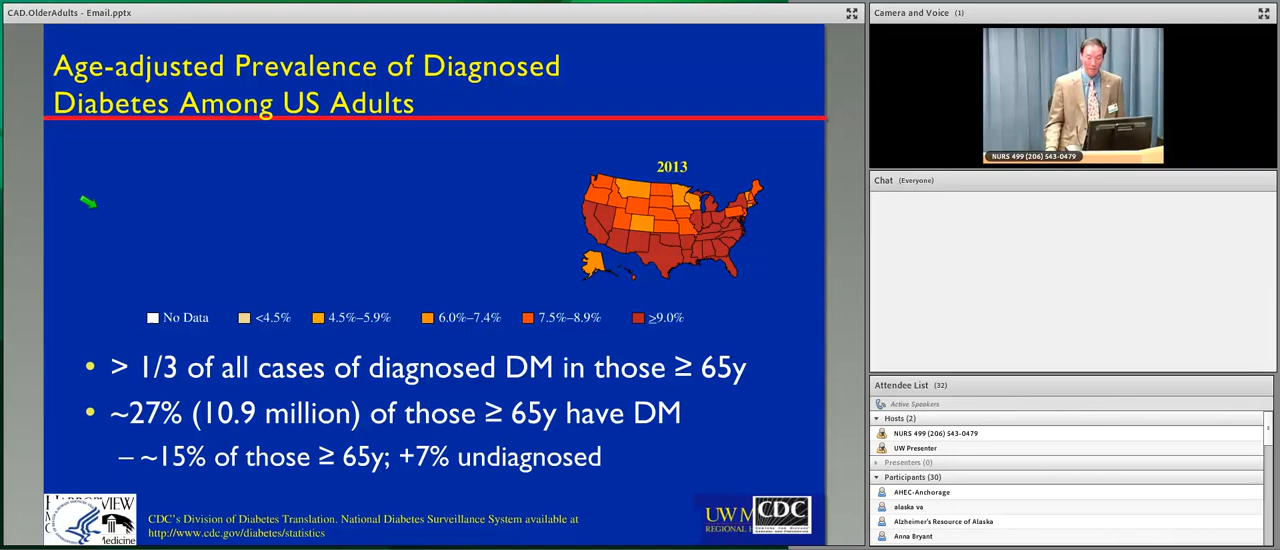 CAD.OlderAdults - Email.pptx
Age-adjusted Prevalence of Diagnosed
Diabetes Among US Adults
2013
No Data
<4.5%
4.5%–5.9%
6.0%–7.4%
7.5%–8.9%
≥9.0%
• > 1/3 of all cases of diagnosed DM in those ≥ 65y
• ~27% (10.9 million) of those ≥ 65y have DM
– ~15% of those ≥ 65y; +7% undiagnosed
Medicine
CDC's Division of Diabetes Translation. National Diabetes Surveillance System available at
http://www.cdc.gov/diabetes/statistics
UW M
REGIONAL
CDC
Camera and Voice (1)
NURS 499 (206) 543-0479
Chat (Everyone)
Attendee List (32)
Active Speakers
Hosts (2)
NURS 499 (206) 543-0479
UW Presenter
Presenters (0)
Participants (30)
AHEC-Anchorage
alaska va
Alzheimer's Resource of Alaska
Anna Bryant